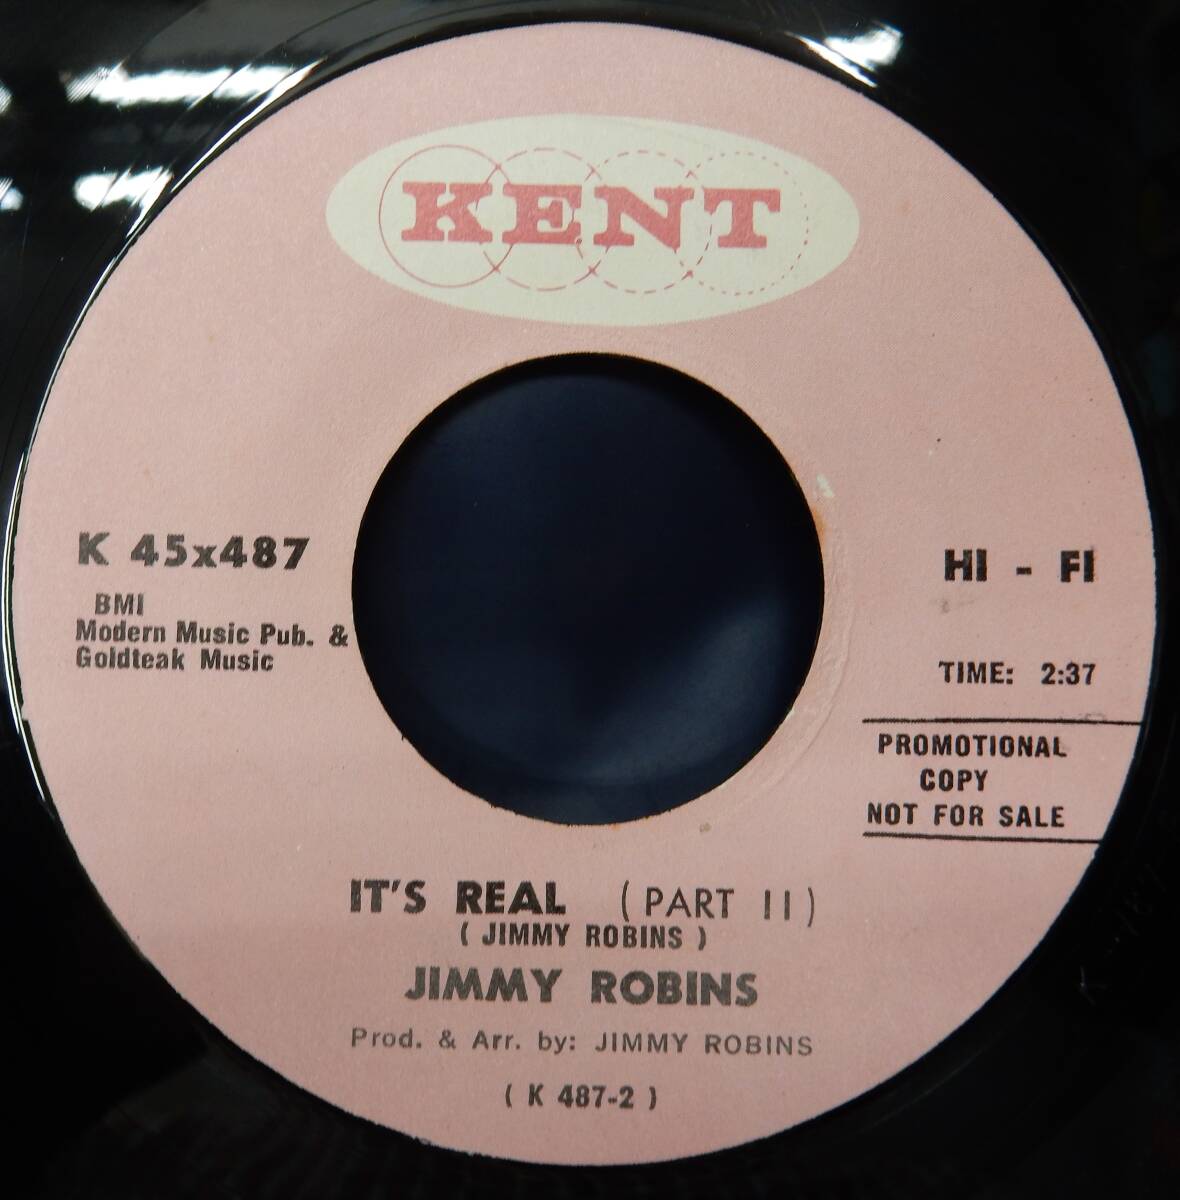 KENT
K 45x487
BMI
Modern Music Pub. &
Goldteak Music
HI - FI
TIME: 2:37
PROMOTIONAL
COPY
NOT FOR SALE
IT'S REAL (PART II)
( JIMMY ROBINS )
JIMMY ROBINS
Prod. & Arr. by: JIMMY ROBINS
( K 487-2 )